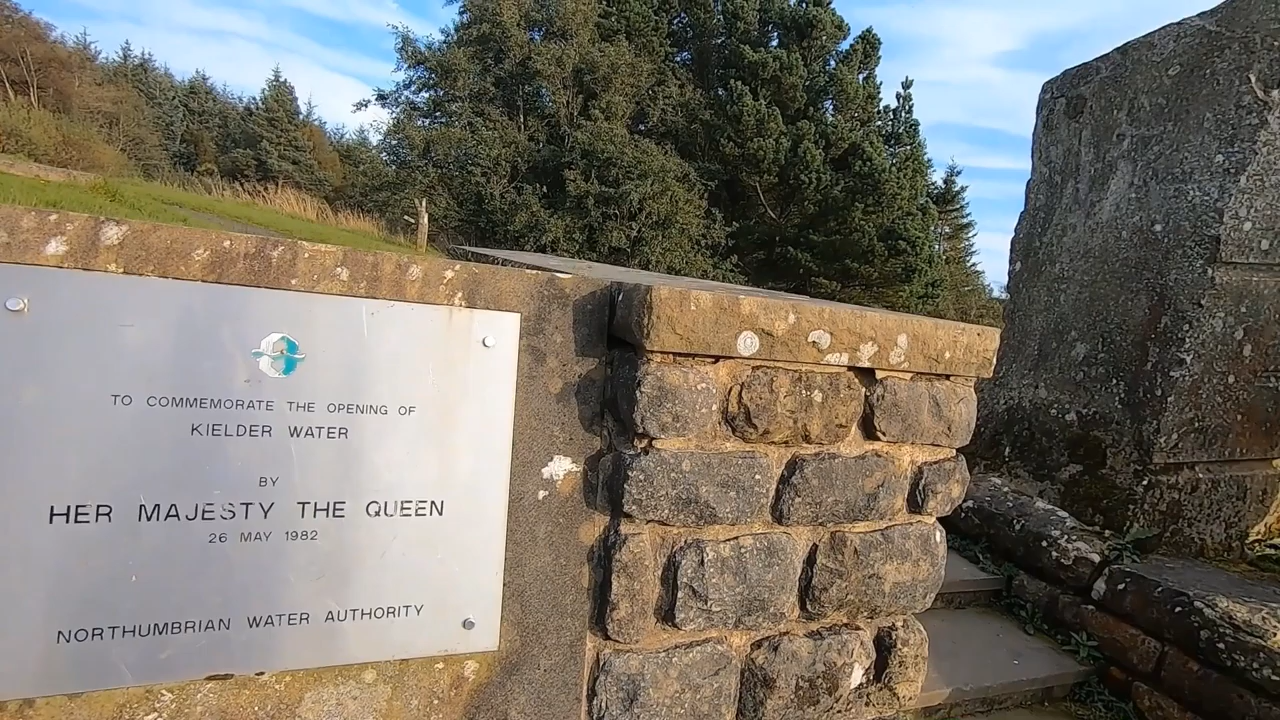 TO COMMEMORATE THE OPENING OF
KIELDER WATER
BY
HER MAJESTY THE QUEEN
26 MAY 1982
NORTHUMBRIAN WATER AUTHORITY